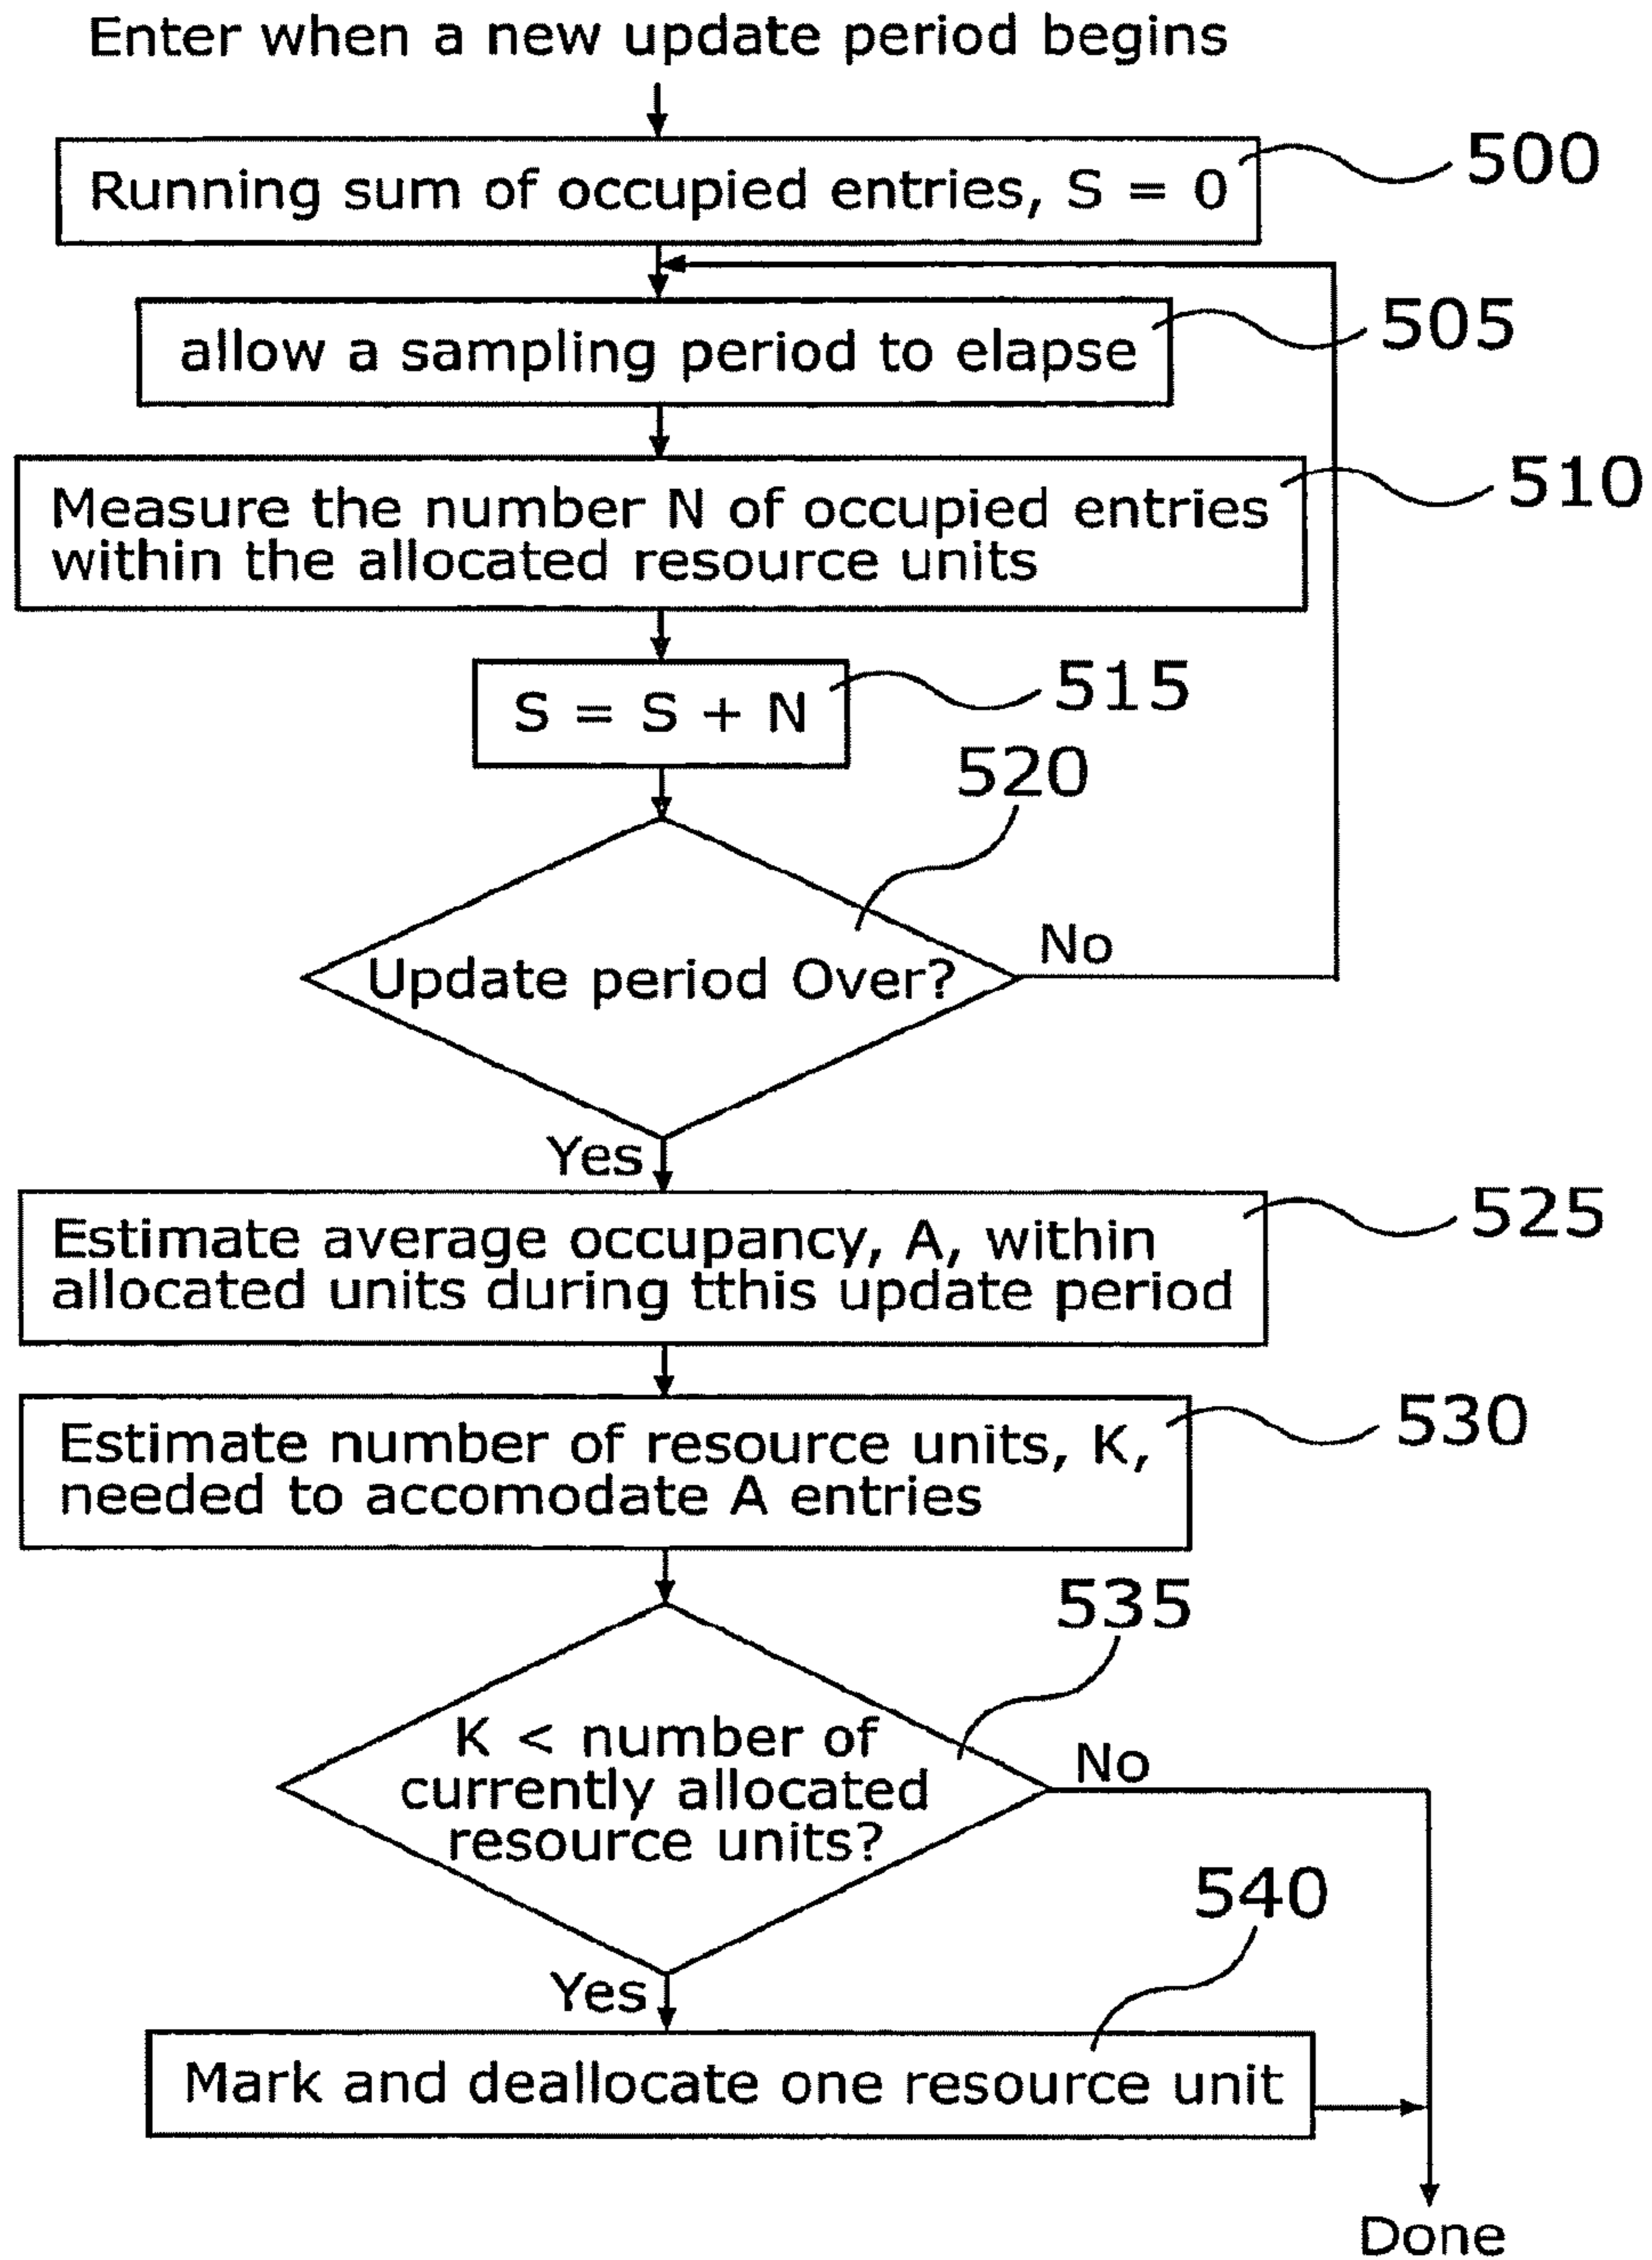 Enter when a new update period begins
Running sum of occupied entries, S = 0
500
allow a sampling period to elapse
505
Measure the number N of occupied entries
within the allocated resource units
510
S = S + N
515
520
Update period Over?
No
Yes
Estimate average occupancy, A, within
allocated units during tthis update period
525
Estimate number of resource units, K,
needed to accomodate A entries
530
535
K < number of
currently allocated
resource units?
No
Yes
540
Mark and deallocate one resource unit
Done